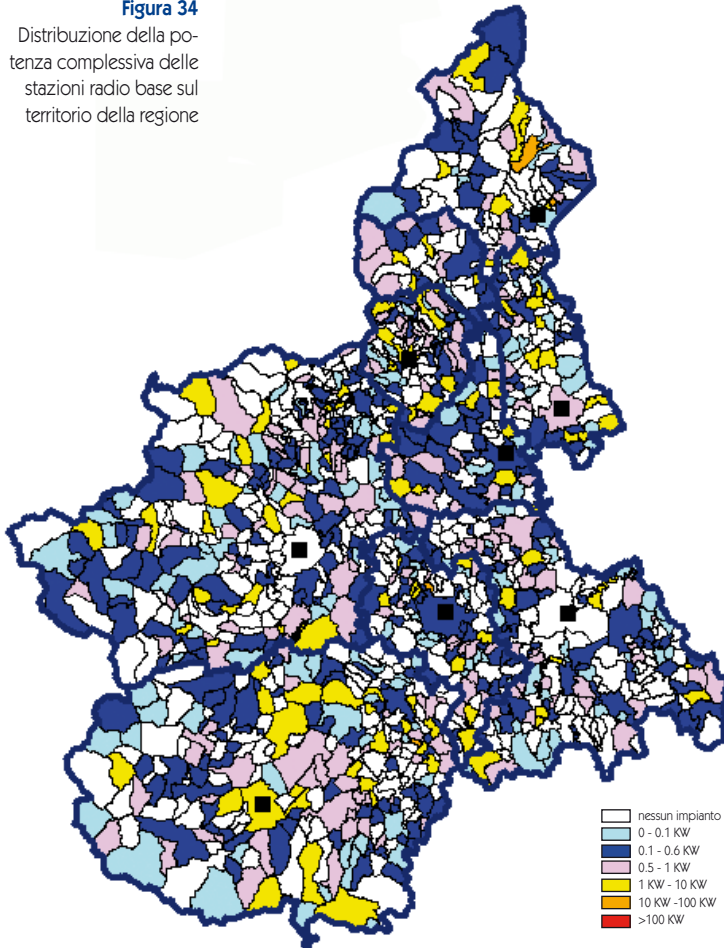 Figura 34
Distribuzione della po-
tenza complessiva delle
stazioni radio base sul
territorio della regione
nessun impianto
0 - 0.1 KW
0.1 - 0.6 KW
0.5 - 1 KW
1 KW - 10 KW
10 KW -100 KW
>100 KW